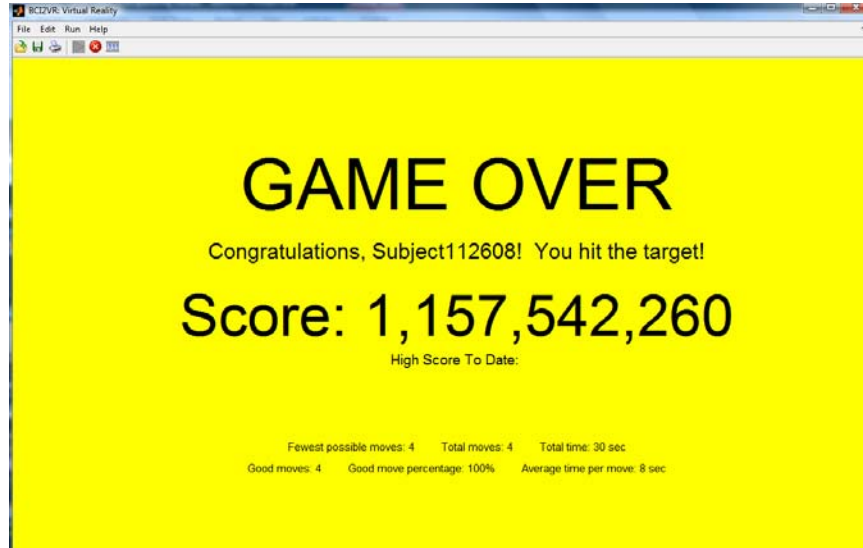 BCI2VR: Virtual Reality
File Edit Run Help
GAME OVER
Congratulations, Subject112608! You hit the target!
Score: 1,157,542,260
High Score To Date:
Fewest possible moves: 4 Total moves: 4 Total time: 30 sec
Good moves: 4 Good move percentage: 100% Average time per move: 8 sec